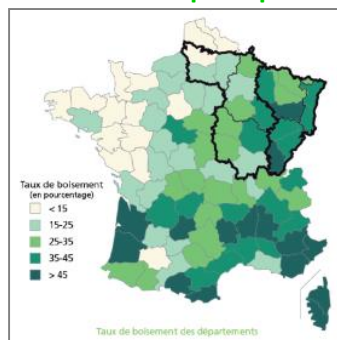 Taux de boisement
(en pourcentage)
< 15
15-25
25-35
35-45
> 45
Taux de boisement des départements